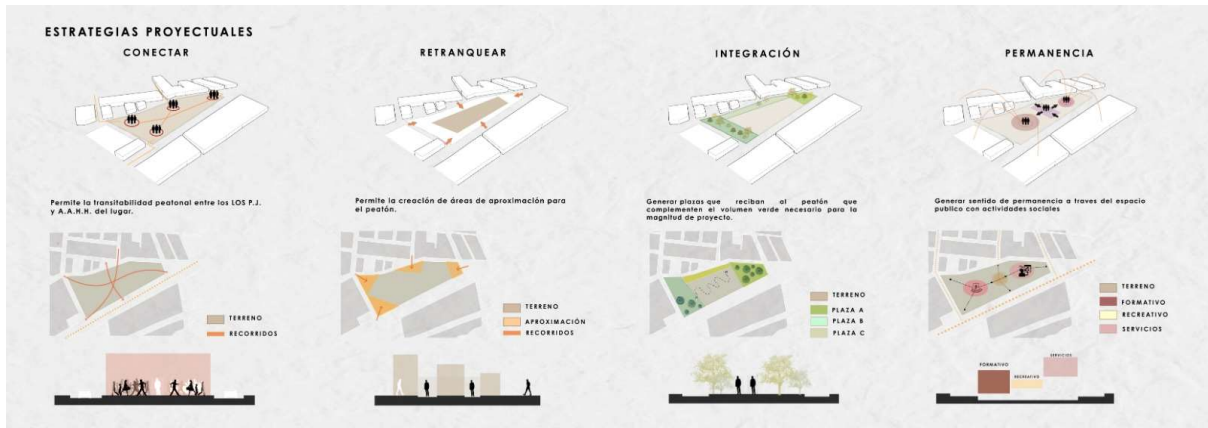 ESTRATEGIAS PROYECTUALES
CONECTAR
Permite la transitabilidad peatonal entre los LOS P.J.
y A.A.H.H. del lugar.
TERRENO
RECORRIDOS
RETRANQUEAR
Permite la creación de áreas de aproximación para
el peatón.
TERRENO
APROXIMACIÓN
RECORRIDOS
INTEGRACIÓN
Generar plazas que reciban al peatón que
complementen el volumen verde necesario para la
magnitud de proyecto.
TERRENO
PLAZA A
PLAZA B
PLAZA C
PERMANENCIA
Generar sentido de permanencia a traves del espacio
publico con actividades sociales
TERRENO
FORMATIVO
RECREATIVO
SERVICIOS
FORMATIVO
RECREATIVO
SERVICIOS